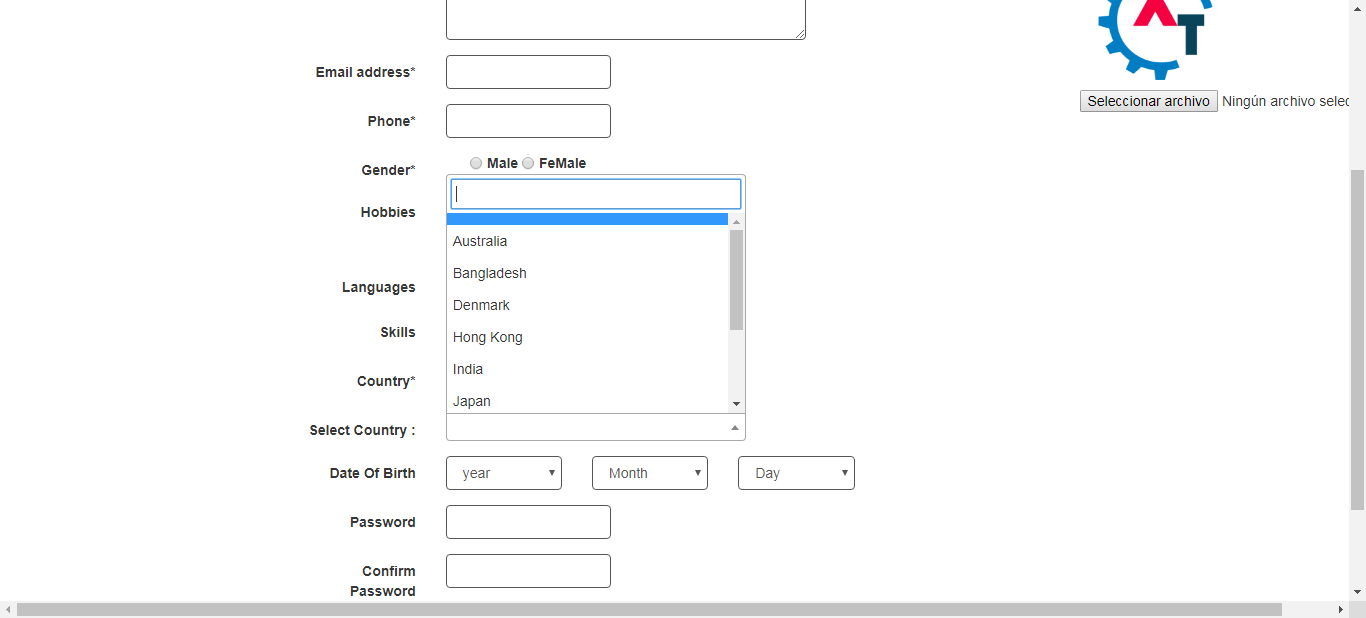 Email address*
Seleccionar archivo Ningún archivo selec
Phone*
Gender* Male FeMale
Hobbies
Australia
Bangladesh
Languages
Denmark
Skills
Hong Kong
India
Country*
Japan
Select Country :
Date Of Birth year Month Day
Password
Confirm
Password